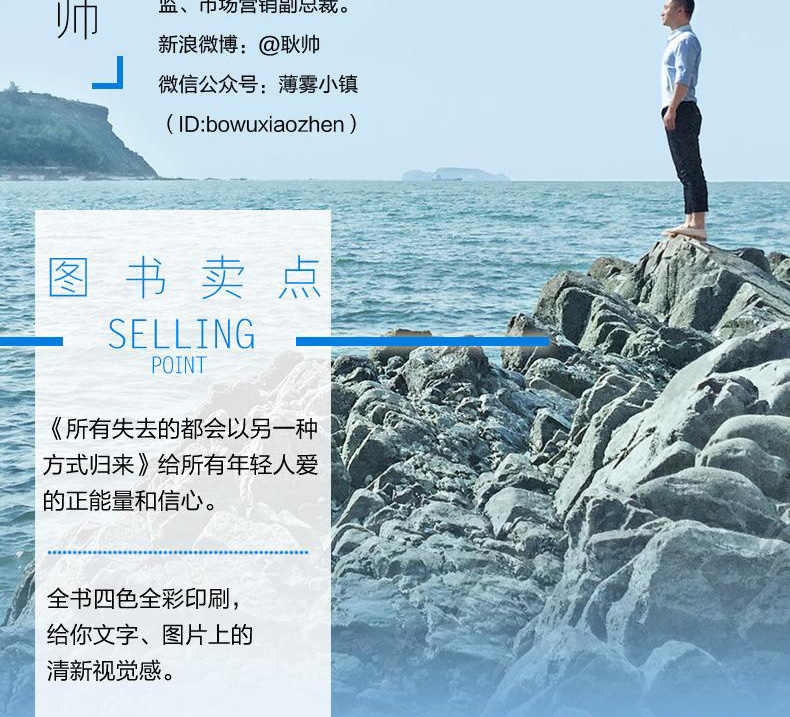 帅
监、市场营销副总裁。
新浪微博：@耿帅
微信公众号：薄雾小镇
（ID:bowuxiaozhen）
图书卖点
SELLING
POINT
《所有失去的都会以另一种
方式归来》给所有年轻人爱
的正能量和信心。
全书四色全彩印刷，
给你文字、图片上的
清新视觉感。